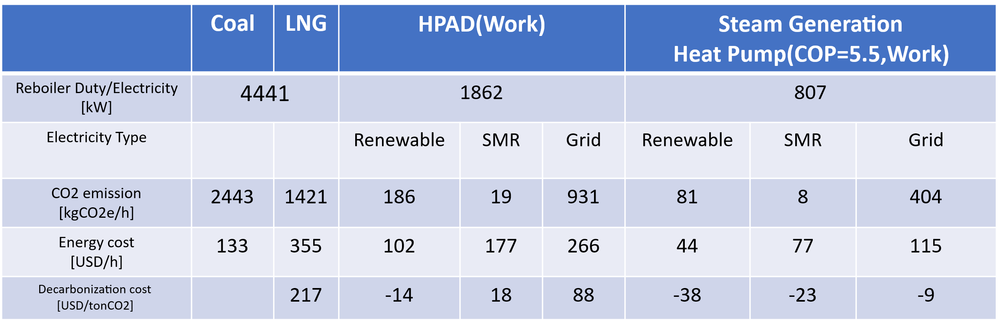 Coal LNG HPAD(Work) Steam Generation
Heat Pump(COP=5.5,Work)
Reboiler Duty/Electricity
[kW] 4441 1862 807
Electricity Type Renewable SMR Grid Renewable SMR Grid
CO2 emission
[kgCO2e/h] 2443 1421 186 19 931 81 8 404
Energy cost
[USD/h] 133 355 102 177 266 44 77 115
Decarbonization cost
[USD/tonCO2] 217 -14 18 88 -38 -23 -9